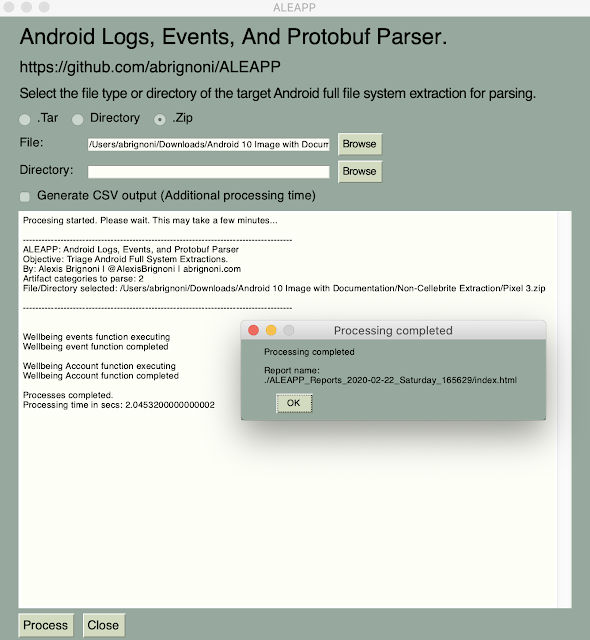 ALEAPP
Android Logs, Events, And Protobuf Parser.
https://github.com/abrignoni/ALEAPP
Select the file type or directory of the target Android full file system extraction for parsing.
.Tar Directory .Zip
File: /Users/abrignoni/Downloads/Android 10 Image with Docum Browse
Directory: Browse
Generate CSV output (Additional processing time)
Procesing started. Please wait. This may take a few minutes...
--------------------------------------------------------------------------------------
ALEAPP: Android Logs, Events, and Protobuf Parser
Objective: Triage Android Full System Extractions.
By: Alexis Brignoni | @AlexisBrignoni | abrignoni.com
Artifact categories to parse: 2
File/Directory selected: /Users/abrignoni/Downloads/Android 10 Image with Documentation/Non-Cellebrite Extraction/Pixel 3.zip
--------------------------------------------------------------------------------------
Wellbeing events function executing
Wellbeing event function completed
Wellbeing Account function executing
Wellbeing Account function completed
Processes completed.
Processing time in secs: 2.0453200000000002
Processing completed
Processing completed
Report name:
./ALEAPP_Reports_2020-02-22_Saturday_165629/index.html
OK
Process Close